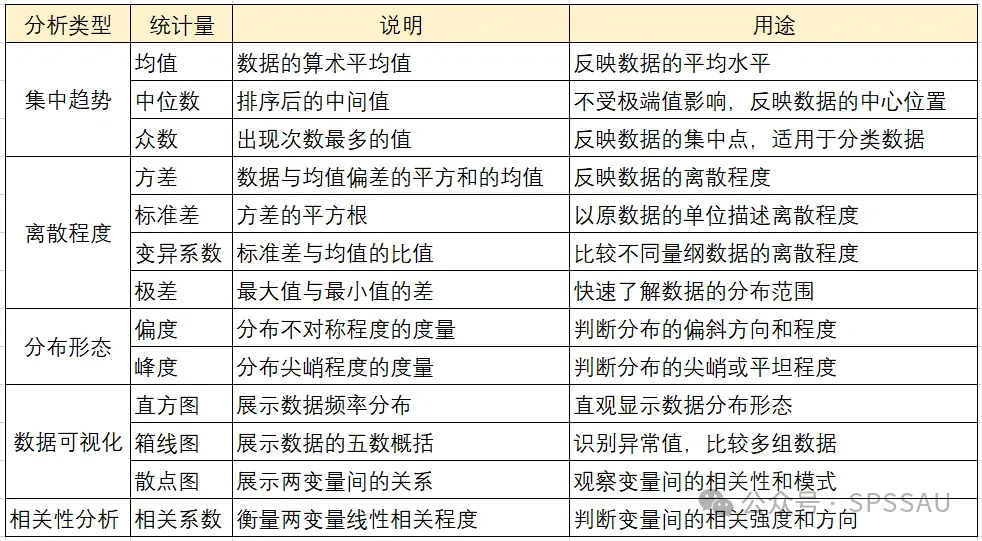 分析类型 统计量 说明 用途
集中趋势 均值 数据的算术平均值 反映数据的平均水平
中位数 排序后的中间值 不受极端值影响，反映数据的中心位置
众数 出现次数最多的值 反映数据的集中点，适用于分类数据
离散程度 方差 数据与均值偏差的平方和的均值 反映数据的离散程度
标准差 方差的平方根 以原数据的单位描述离散程度
变异系数 标准差与均值的比值 比较不同量纲数据的离散程度
极差 最大值与最小值的差 快速了解数据的分布范围
分布形态 偏度 分布不对称程度的度量 判断分布的偏斜方向和程度
峰度 分布尖峭程度的度量 判断分布的尖峭或平坦程度
数据可视化 直方图 展示数据频率分布 直观显示数据分布形态
箱线图 展示数据的五数概括 识别异常值，比较多组数据
散点图 展示两变量间的关系 观察变量间的相关性和模式
相关性分析 相关系数 衡量两变量线性相关程度 判断变量间的相关强度和方向
公众号·SPSSAU